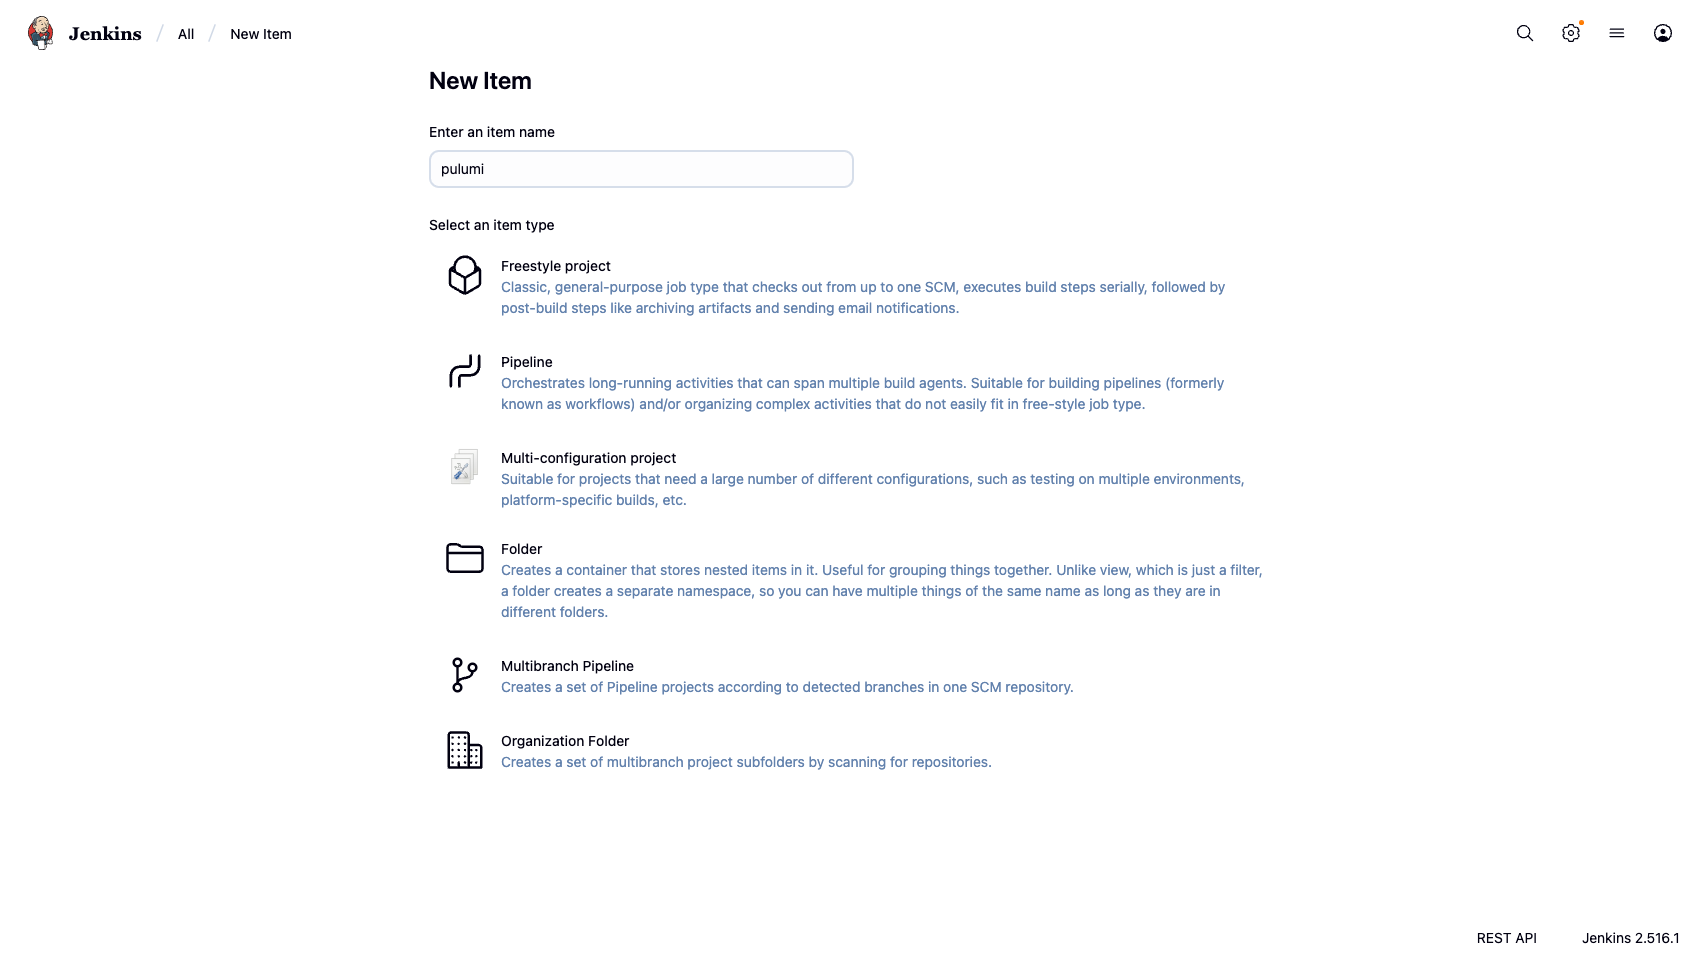 Jenkins / All / New Item
New Item
Enter an item name
pulumi
Select an item type
Freestyle project
Classic, general-purpose job type that checks out from up to one SCM, executes build steps serially, followed by
post-build steps like archiving artifacts and sending email notifications.
Pipeline
Orchestrates long-running activities that can span multiple build agents. Suitable for building pipelines (formerly
known as workflows) and/or organizing complex activities that do not easily fit in free-style job type.
Multi-configuration project
Suitable for projects that need a large number of different configurations, such as testing on multiple environments,
platform-specific builds, etc.
Folder
Creates a container that stores nested items in it. Useful for grouping things together. Unlike view, which is just a filter,
a folder creates a separate namespace, so you can have multiple things of the same name as long as they are in
different folders.
Multibranch Pipeline
Creates a set of Pipeline projects according to detected branches in one SCM repository.
Organization Folder
Creates a set of multibranch project subfolders by scanning for repositories.
REST API Jenkins 2.516.1